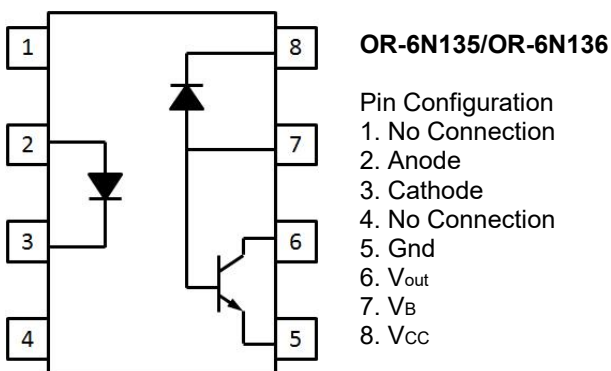 1
2
3
4
8
7
6
5
OR-6N135/OR-6N136
Pin Configuration
1. No Connection
2. Anode
3. Cathode
4. No Connection
5. Gnd
6. Vout
7. VB
8. VCC